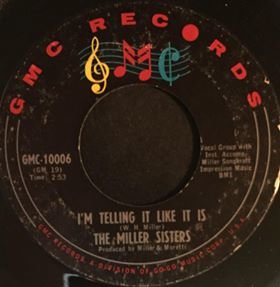 GMC RECORDS
GMC
GMC-10006
(GM 19)
Time: 2:53
Vocal Group with
Inst. Accomp.
Miller Songkraft
Impression Music
BMI
I'M TELLING IT LIKE IT IS
(W. H. Miller)
THE MILLER SISTERS
Produced by Miller & Moretti
GMC RECORDS, A DIVISION OF GO-GO MUSIC CORP. U.S.A.